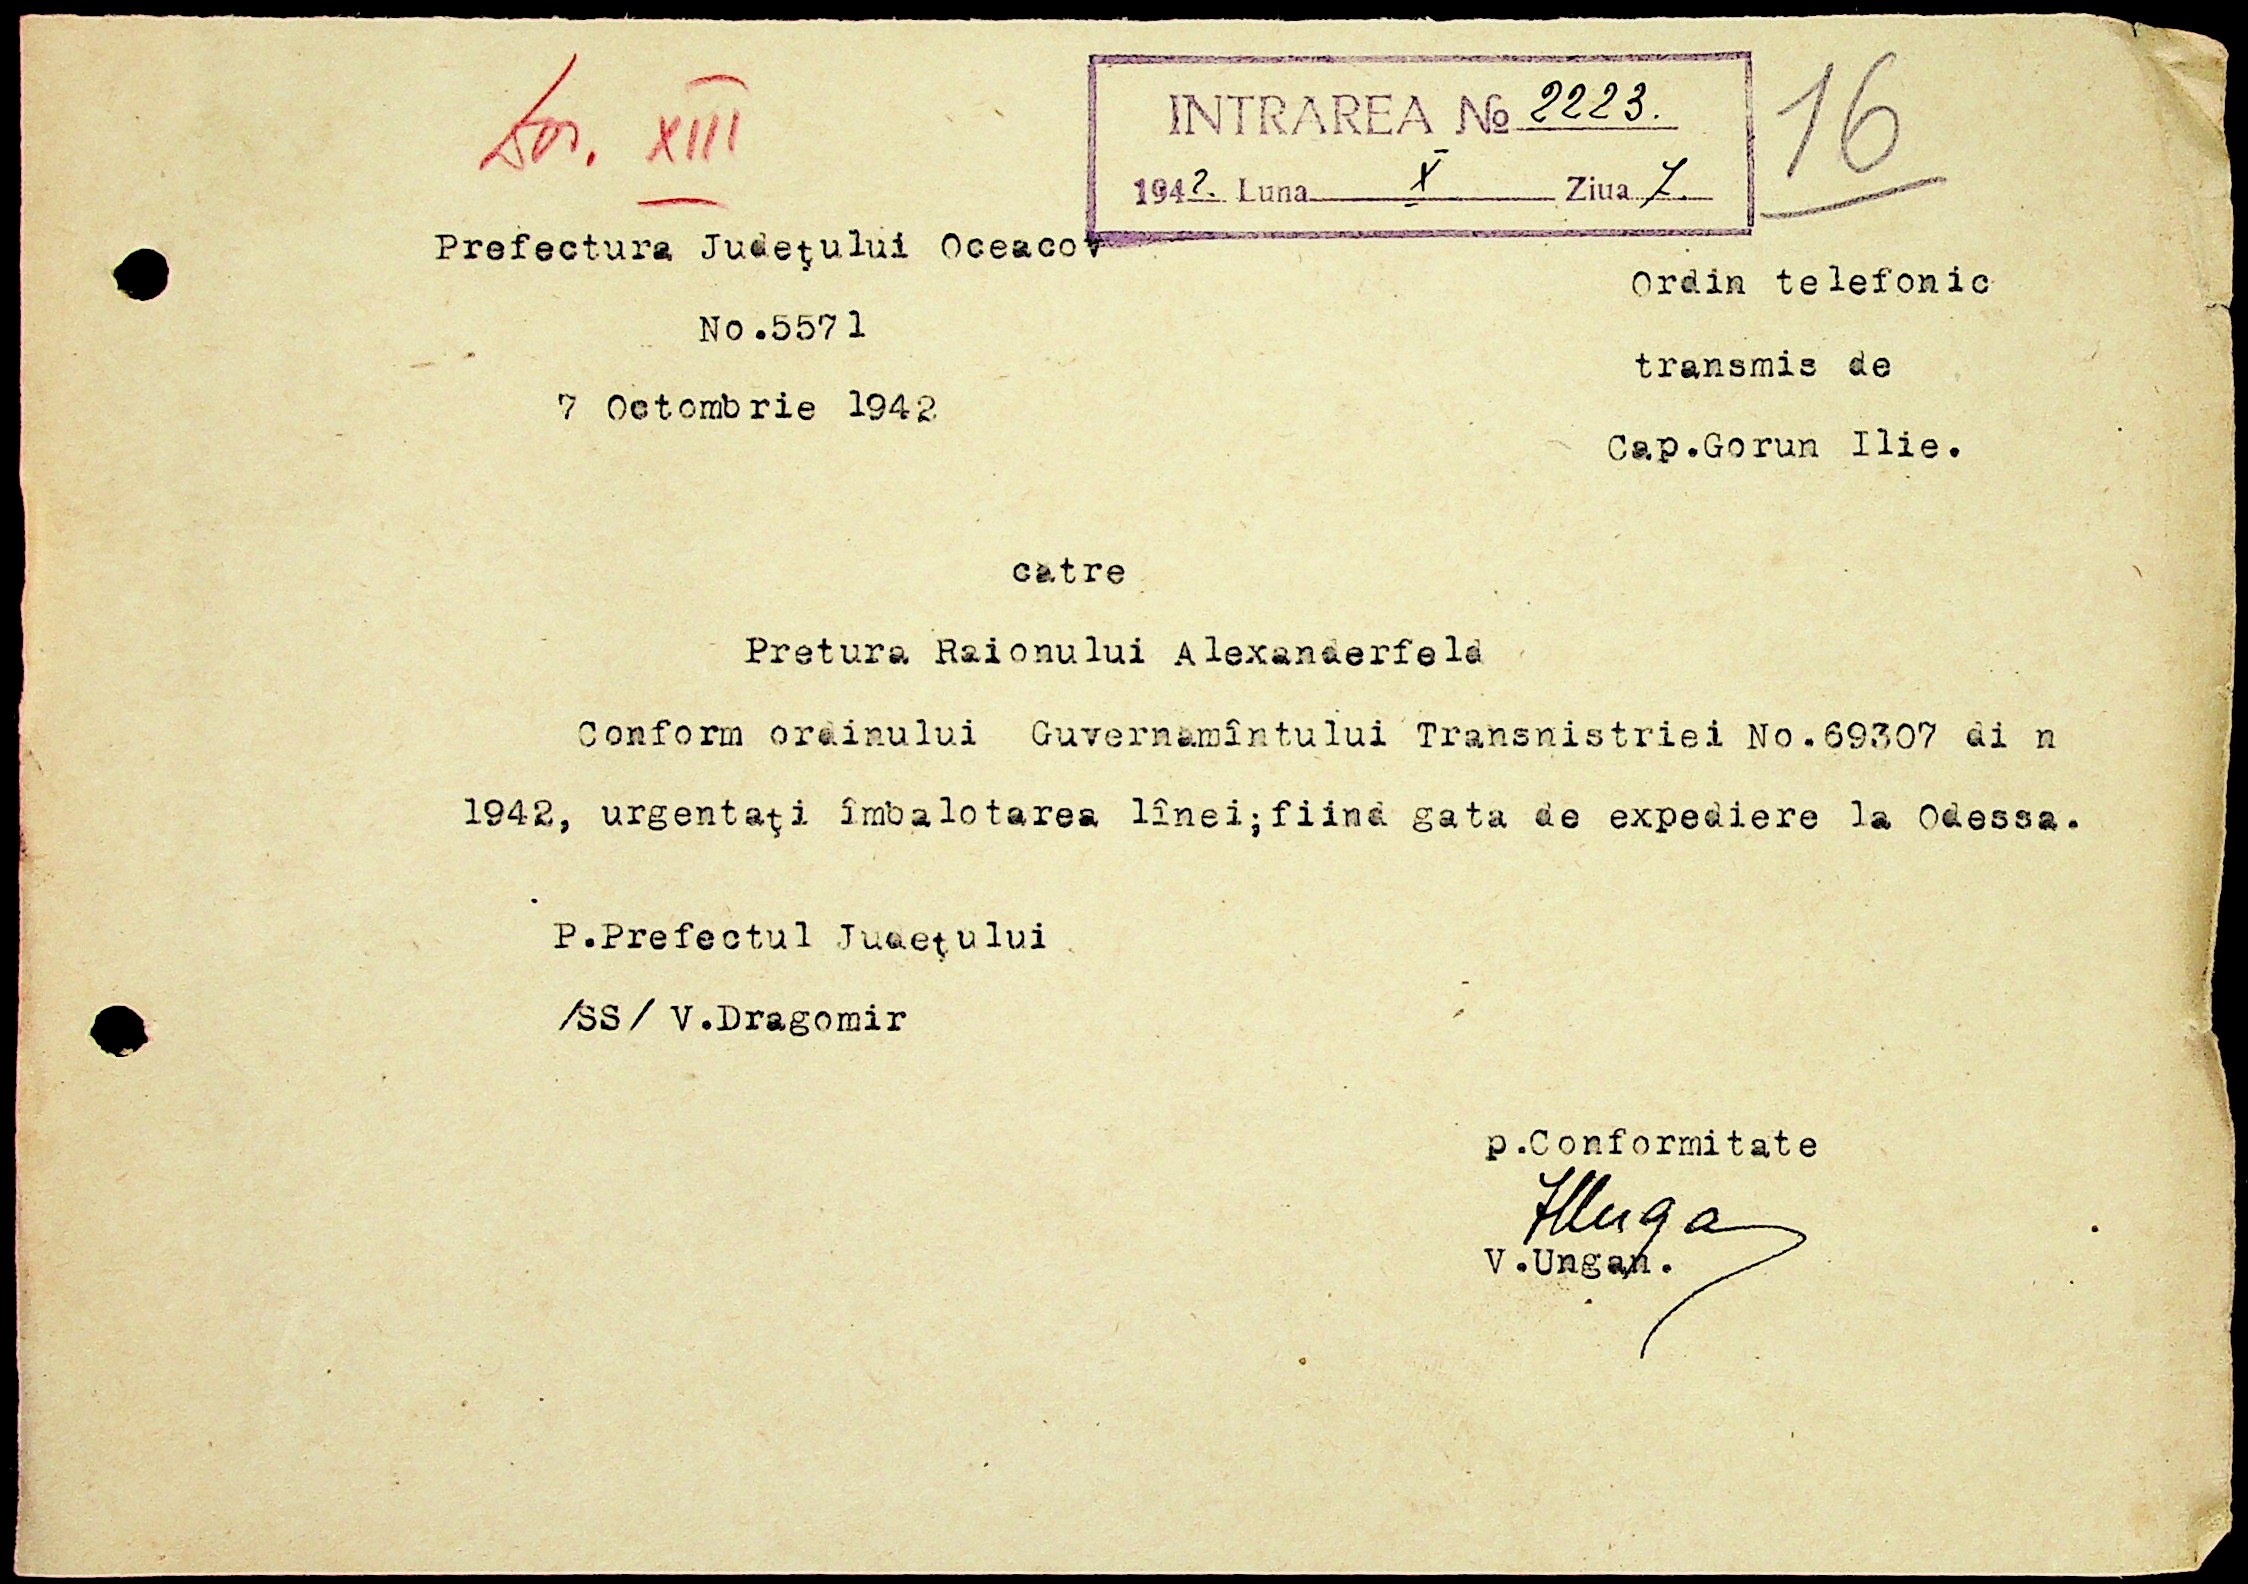 Dos. XIII
INTRAREA № 2223.
1942. Luna X Ziua 7.
16
Prefectura Judeţului Oceacov
No.5571
7 Octombrie 1942
Ordin telefonic
transmis de
Cap.Gorun Ilie.
catre
Pretura Raionului Alexanderfeld
Conform ordinului Guvernamîntului Transnistriei No.69307 di n
1942, urgentaţi îmbalotarea lînei;fiind gata de expediere la Odessa.
P.Prefectul Judeţului
/SS/ V.Dragomir
p.Conformitate
V.Ungan.